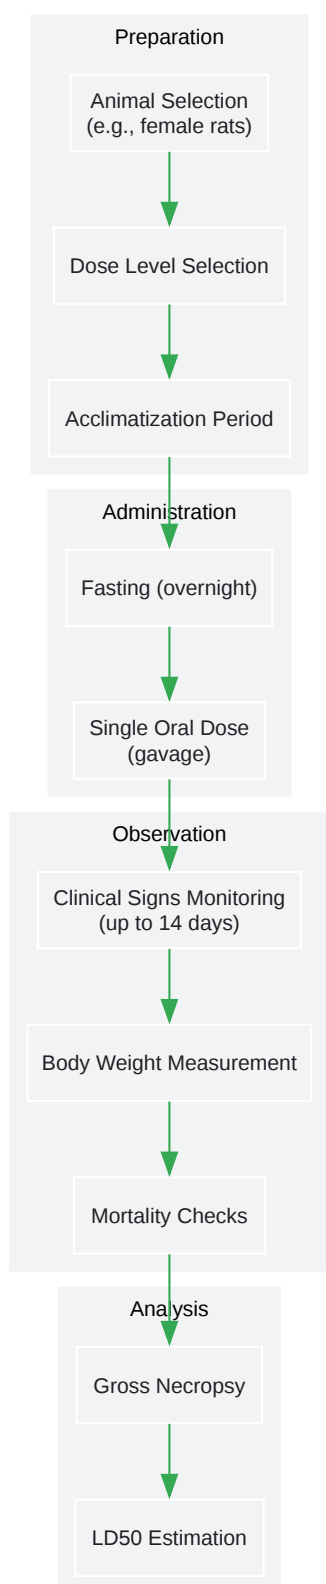 Preparation
Animal Selection
(e.g., female rats)
Dose Level Selection
Acclimatization Period
Administration
Fasting (overnight)
Single Oral Dose
(gavage)
Observation
Clinical Signs Monitoring
(up to 14 days)
Body Weight Measurement
Mortality Checks
Analysis
Gross Necropsy
LD50 Estimation